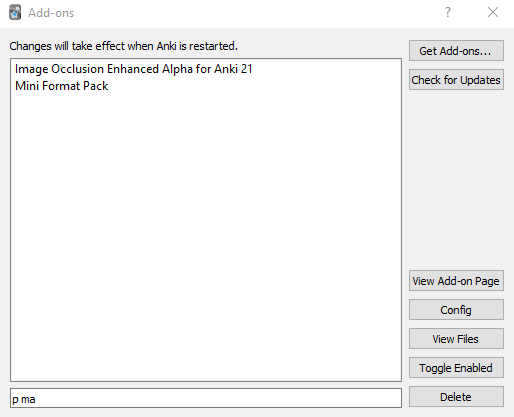 Add-ons
?
Changes will take effect when Anki is restarted.
Get Add-ons...
Image Occlusion Enhanced Alpha for Anki 21
Mini Format Pack
Check for Updates
View Add-on Page
Config
View Files
Toggle Enabled
Delete
p ma